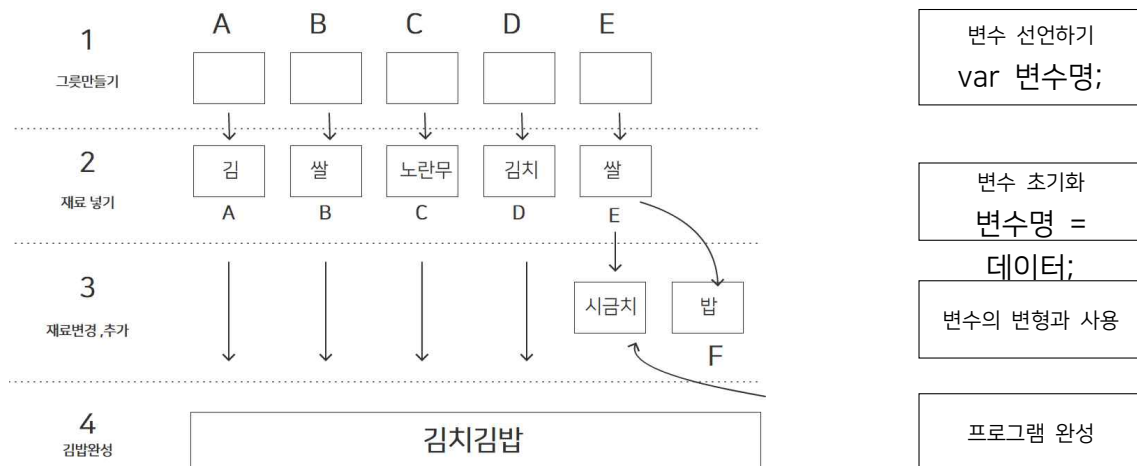 A B C D E
1
그릇만들기
변수 선언하기
var 변수명;
2
재료 넣기
김 쌀 노란무 김치 쌀
A B C D E
변수 초기화
변수명 =
데이터;
3
재료변경 ,추가
시금치 밥
F
변수의 변형과 사용
4
김밥완성
김치김밥
프로그램 완성